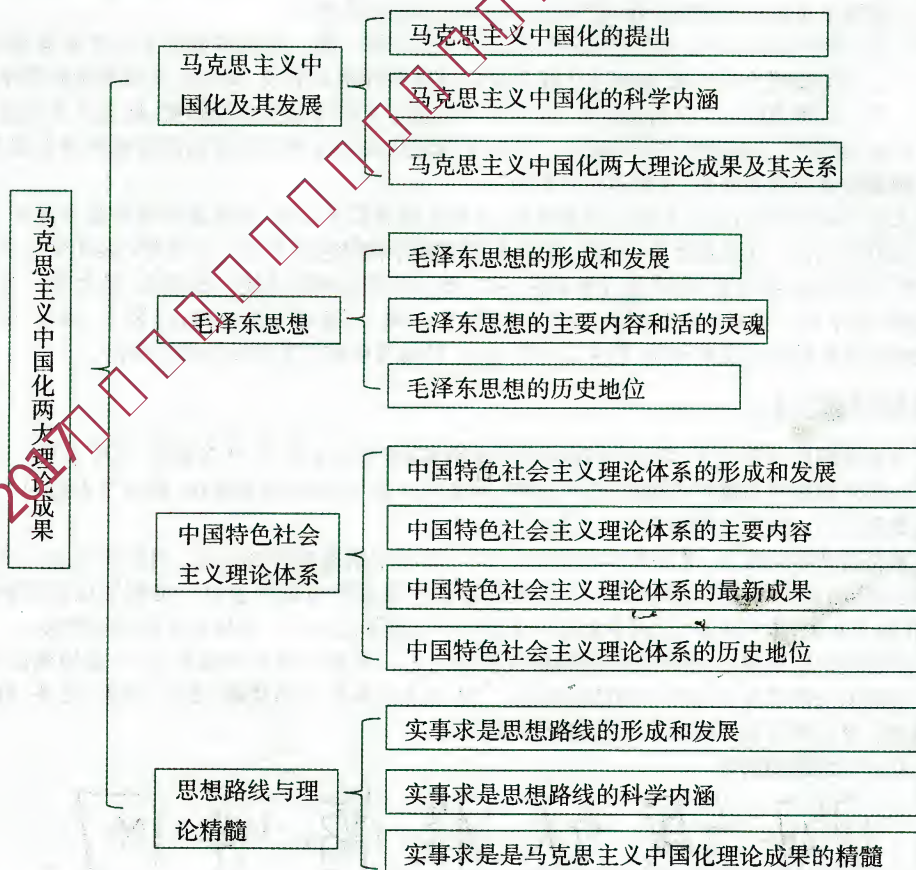 马克思主义中国化两大理论成果
马克思主义中
国化及其发展
马克思主义中国化的提出
马克思主义中国化的科学内涵
马克思主义中国化两大理论成果及其关系
毛泽东思想
毛泽东思想的形成和发展
毛泽东思想的主要内容和活的灵魂
毛泽东思想的历史地位
中国特色社会
主义理论体系
中国特色社会主义理论体系的形成和发展
中国特色社会主义理论体系的主要内容
中国特色社会主义理论体系的最新成果
中国特色社会主义理论体系的历史地位
思想路线与理
论精髓
实事求是思想路线的形成和发展
实事求是思想路线的科学内涵
实事求是是马克思主义中国化理论成果的精髓
2017